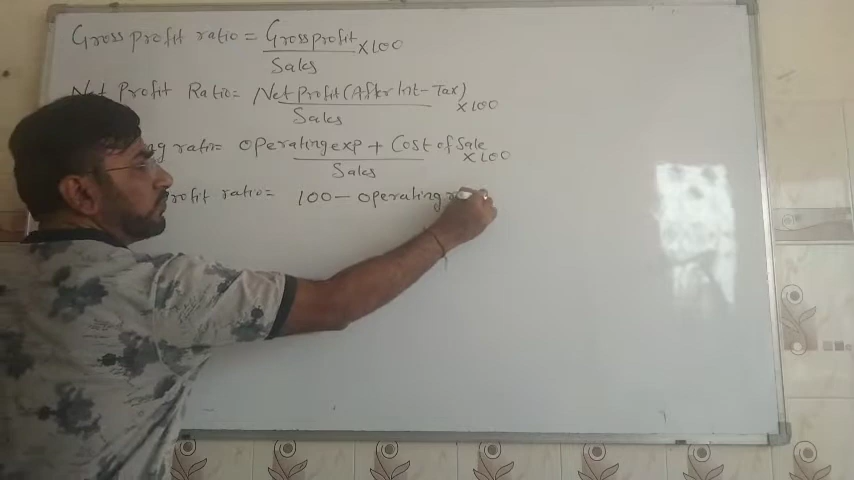 Gross profit ratio = Gross profit / Sales ×100
Net Profit Ratio = Net Profit (After Int - Tax) / Sales ×100
ratio = Operating exp + Cost of Sale / Sales ×100
ratio = 100 - Operating